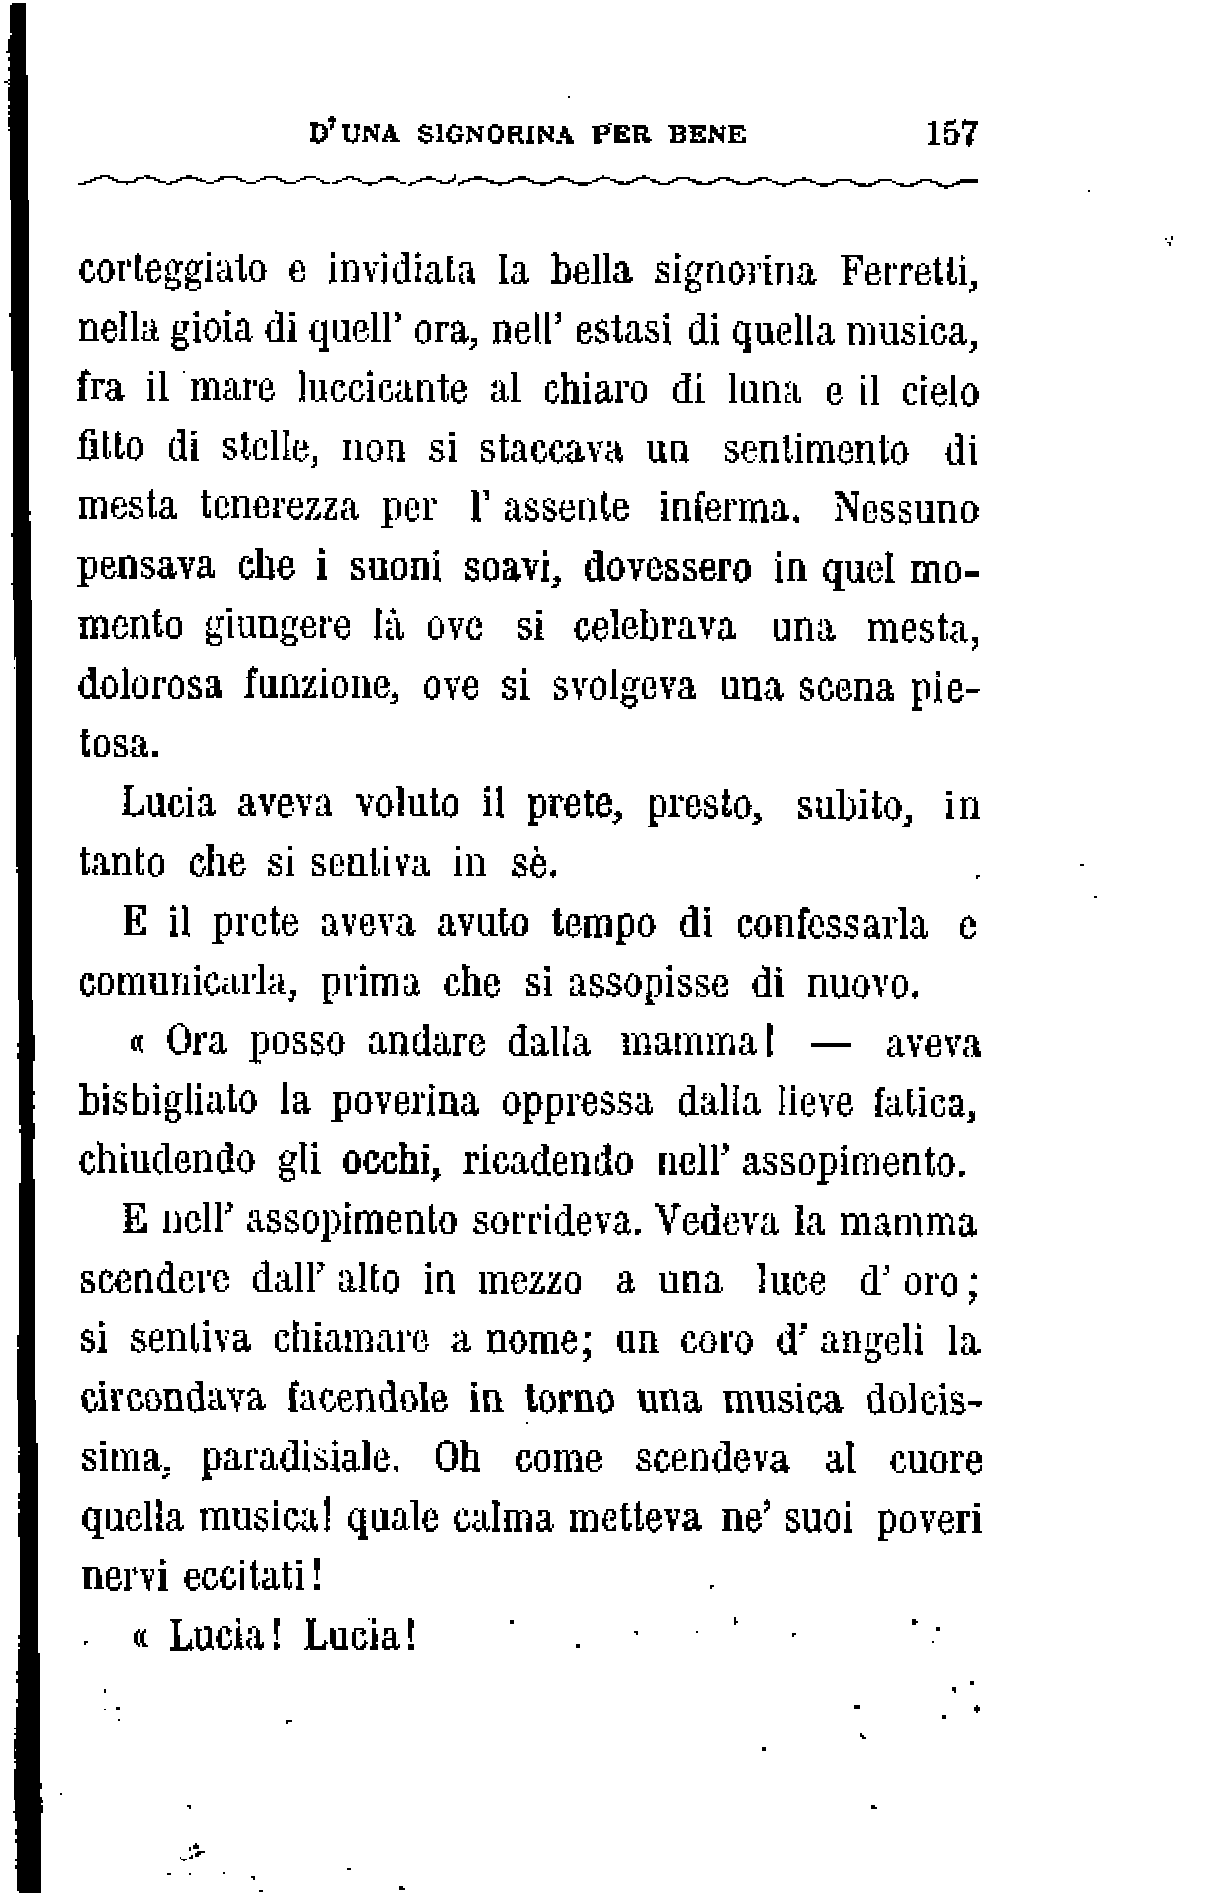 D'UNA SIGNORINA PER BENE 157
corteggiato e invidiata la bella signorina Ferretti,
nella gioia di quell' ora, nell' estasi di quella musica,
fra il mare luccicante al chiaro di luna e il cielo
fitto di stelle, non si staccava un sentimento di
mesta tenerezza per l' assente inferma. Nessuno
pensava che i suoni soavi, dovessero in quel mo-
mento giungere là ove si celebrava una mesta,
dolorosa funzione, ove si svolgeva una scena pie-
tosa.
Lucia aveva voluto il prete, presto, subito, in
tanto che si sentiva in sè.
E il prete aveva avuto tempo di confessarla e
comunicarla, prima che si assopisse di nuovo.
« Ora posso andare dalla mamma! — aveva
bisbigliato la poverina oppressa dalla lieve fatica,
chiudendo gli occhi, ricadendo nell' assopimento.
E nell' assopimento sorrideva. Vedeva la mamma
scendere dall' alto in mezzo a una luce d' oro;
si sentiva chiamare a nome; un coro d' angeli la
circondava facendole in torno una musica dolcis-
sima, paradisiale. Oh come scendeva al cuore
quella musica! quale calma metteva ne' suoi poveri
nervi eccitati!
« Lucia! Lucia!